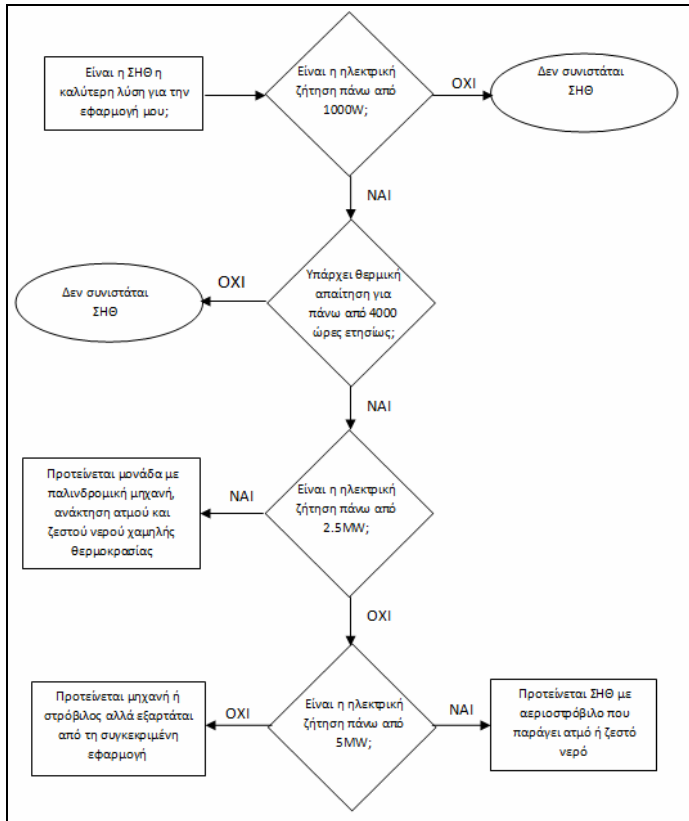 Είναι η ΣΗΘ η
καλύτερη λύση για την
εφαρμογή μου;
Είναι η ηλεκτρική
ζήτηση πάνω από
1000W;
ΟΧΙ
Δεν συνιστάται
ΣΗΘ
ΝΑΙ
Υπάρχει θερμική
απαίτηση για
πάνω από 4000
ώρες ετησίως;
ΟΧΙ
Δεν συνιστάται
ΣΗΘ
ΝΑΙ
Είναι η ηλεκτρική
ζήτηση πάνω από
2.5MW;
ΝΑΙ
Προτείνεται μονάδα με
παλινδρομική μηχανή,
ανάκτηση ατμού και
ζεστού νερού χαμηλής
θερμοκρασίας
ΟΧΙ
Είναι η ηλεκτρική
ζήτηση πάνω από
5MW;
ΟΧΙ
Προτείνεται μηχανή ή
στρόβιλος αλλά εξαρτάται
από τη συγκεκριμένη
εφαρμογή
ΝΑΙ
Προτείνεται ΣΗΘ με
αεριοστρόβιλο που
παράγει ατμό ή ζεστό
νερό